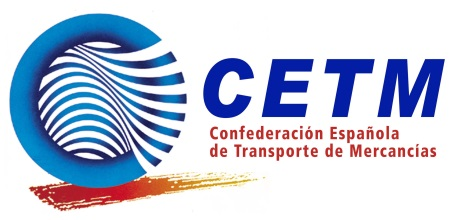 CETM
Confederación Española
de Transporte de Mercancías